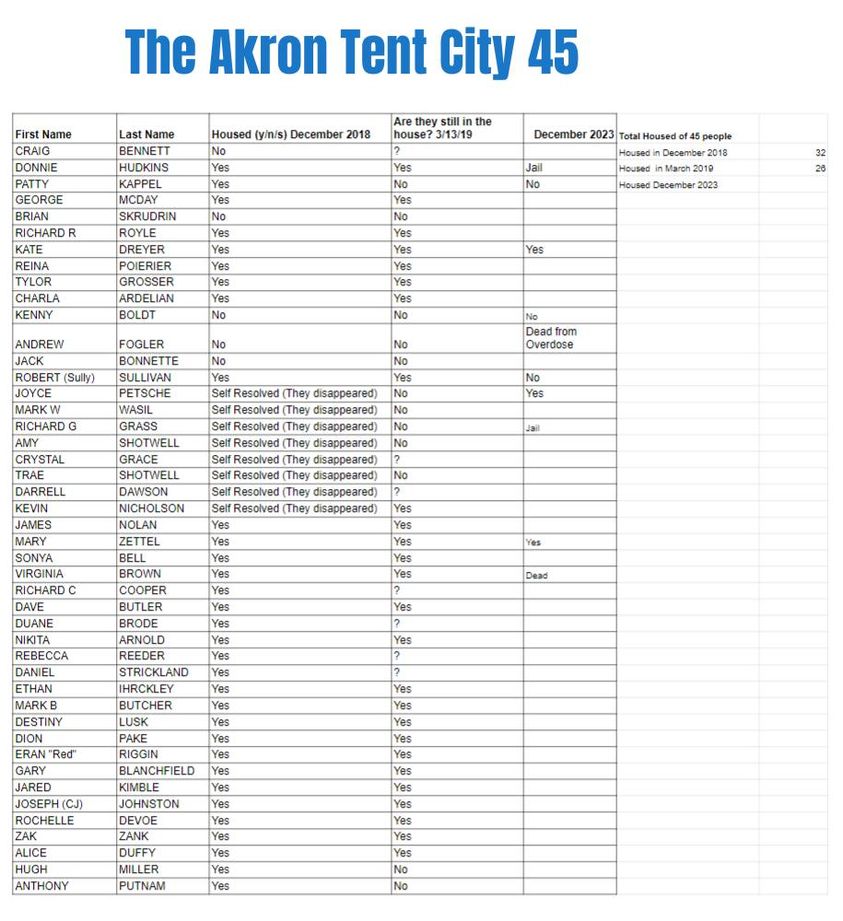 The Akron Tent City 45
First Name Last Name Housed (y/n/s) December 2018 Are they still in the house? 3/13/19 December 2023 Total Housed of 45 people
CRAIG BENNETT No ? Housed in December 2018 32
DONNIE HUDKINS Yes Yes Jail Housed in March 2019 26
PATTY KAPPEL Yes No No Housed December 2023
GEORGE MCDAY Yes Yes
BRIAN SKRUDRIN No No
RICHARD R ROYLE Yes Yes
KATE DREYER Yes Yes Yes
REINA POIERIER Yes Yes
TYLOR GROSSER Yes Yes
CHARLA ARDELIAN Yes Yes
KENNY BOLDT No No No
ANDREW FOGLER No No Dead from Overdose
JACK BONNETTE No No
ROBERT (Sully) SULLIVAN Yes Yes No
JOYCE PETSCHE Self Resolved (They disappeared) No Yes
MARK W WASIL Self Resolved (They disappeared) No
RICHARD G GRASS Self Resolved (They disappeared) No Jail
AMY SHOTWELL Self Resolved (They disappeared) No
CRYSTAL GRACE Self Resolved (They disappeared) ?
TRAE SHOTWELL Self Resolved (They disappeared) No
DARRELL DAWSON Self Resolved (They disappeared) ?
KEVIN NICHOLSON Self Resolved (They disappeared) Yes
JAMES NOLAN Yes Yes
MARY ZETTEL Yes Yes Yes
SONYA BELL Yes Yes
VIRGINIA BROWN Yes Yes Dead
RICHARD C COOPER Yes ?
DAVE BUTLER Yes Yes
DUANE BRODE Yes ?
NIKITA ARNOLD Yes Yes
REBECCA REEDER Yes ?
DANIEL STRICKLAND Yes ?
ETHAN IHRCKLEY Yes Yes
MARK B BUTCHER Yes Yes
DESTINY LUSK Yes Yes
DION PAKE Yes Yes
ERAN "Red" RIGGIN Yes Yes
GARY BLANCHFIELD Yes Yes
JARED KIMBLE Yes Yes
JOSEPH (CJ) JOHNSTON Yes Yes
ROCHELLE DEVOE Yes Yes
ZAK ZANK Yes Yes
ALICE DUFFY Yes Yes
HUGH MILLER Yes No
ANTHONY PUTNAM Yes No